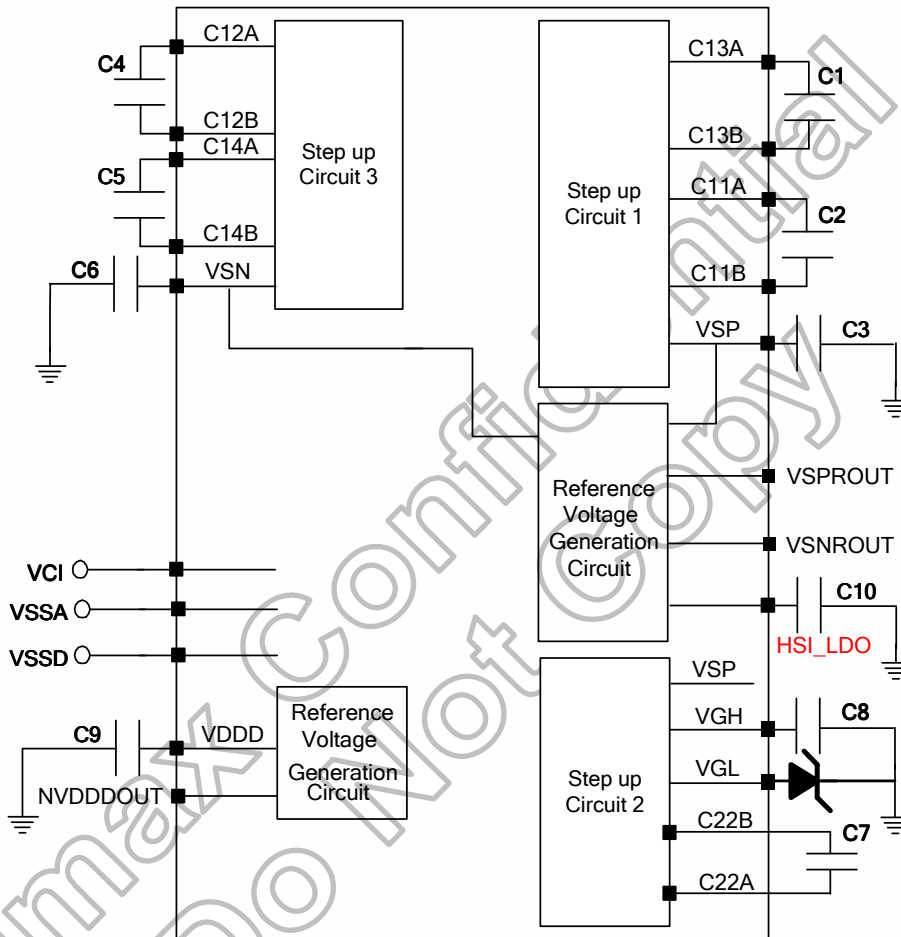 C12A
C4
C12B
C14A
C5
C14B
C6
VSN
Step up
Circuit 3
C13A
C1
C13B
C11A
C2
C11B
VSP
C3
Step up
Circuit 1
Reference
Voltage
Generation
Circuit
VSPROUT
VSNROUT
C10
HSI_LDO
VCI
VSSA
VSSD
C9
VDDD
NVDDDOUT
Reference
Voltage
Generation
Circuit
Step up
Circuit 2
VSP
VGH
C8
VGL
C22B
C7
C22A
Confidential
Do Not Copy